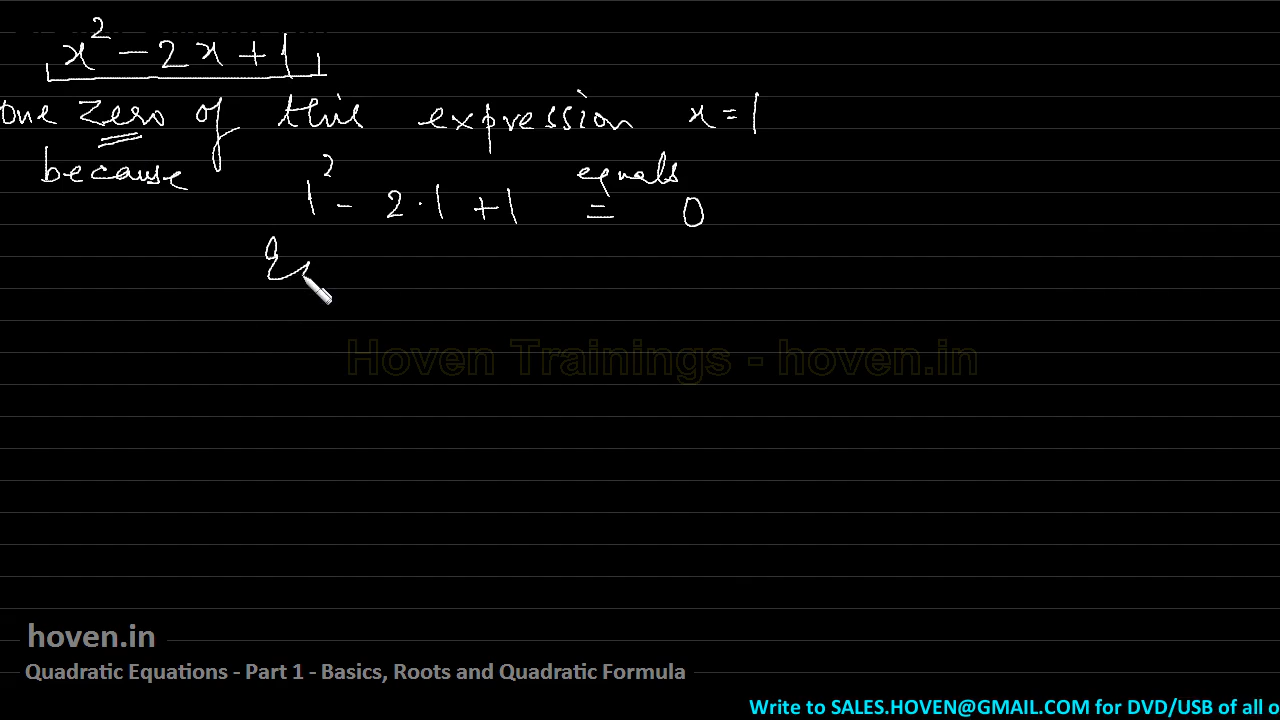 x² - 2x + 1
One zero of this expression x = 1
because 1² - 2·1 + 1 equals = 0
Hoven Trainings - hoven.in
hoven.in
Quadratic Equations - Part 1 - Basics, Roots and Quadratic Formula
Write to SALES.HOVEN@GMAIL.COM for DVD/USB of all